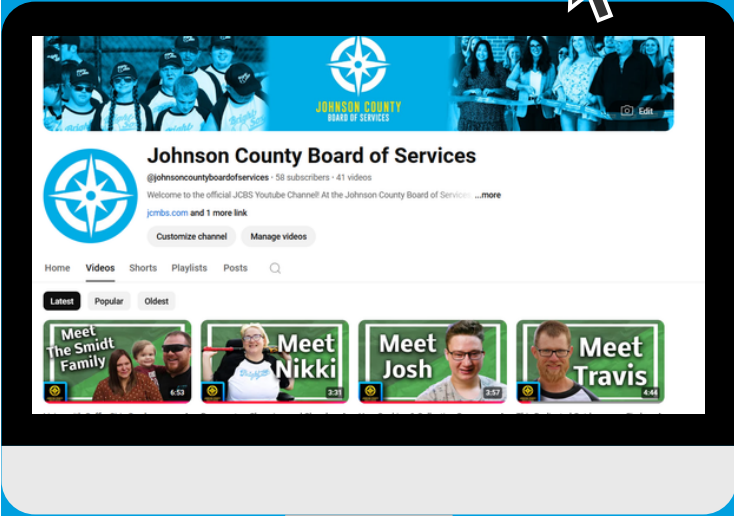 JOHNSON COUNTY
BOARD OF SERVICES
Edit
Johnson County Board of Services
@johnsoncountyboardofservices · 58 subscribers · 41 videos
Welcome to the official JCBS Youtube Channel! At the Johnson County Board of Services ...more
jcmbs.com and 1 more link
Customize channel Manage videos
Home Videos Shorts Playlists Posts
Latest Popular Oldest
Meet
The Smidt
Family
6:53
Meet
Nikki
3:31
Meet
Josh
3:57
Meet
Travis
4:44